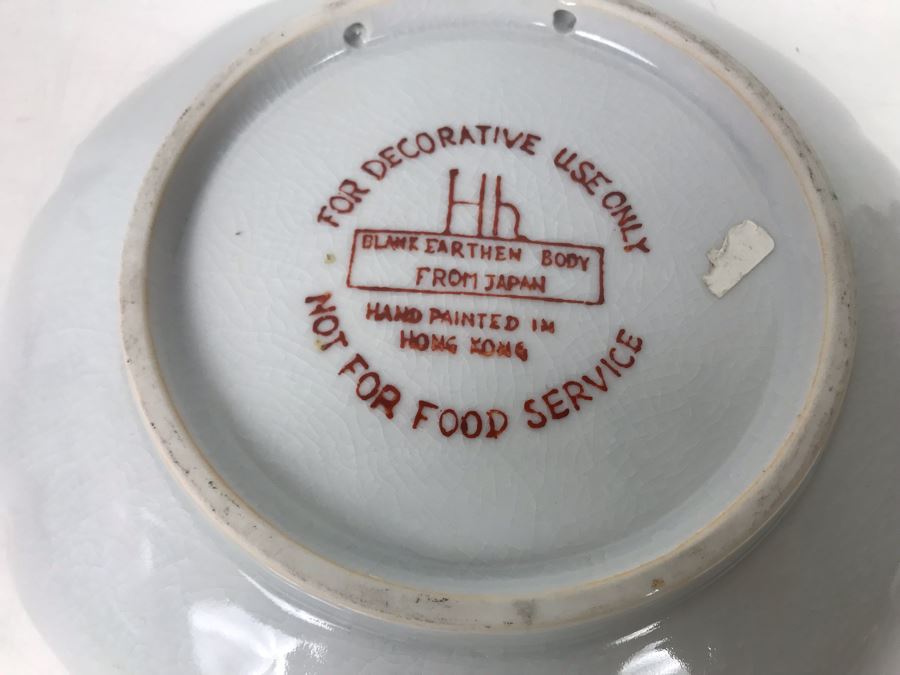 FOR DECORATIVE USE ONLY
Hh
BLANK EARTHEN BODY
FROM JAPAN
HAND PAINTED IN
HONG KONG
NOT FOR FOOD SERVICE